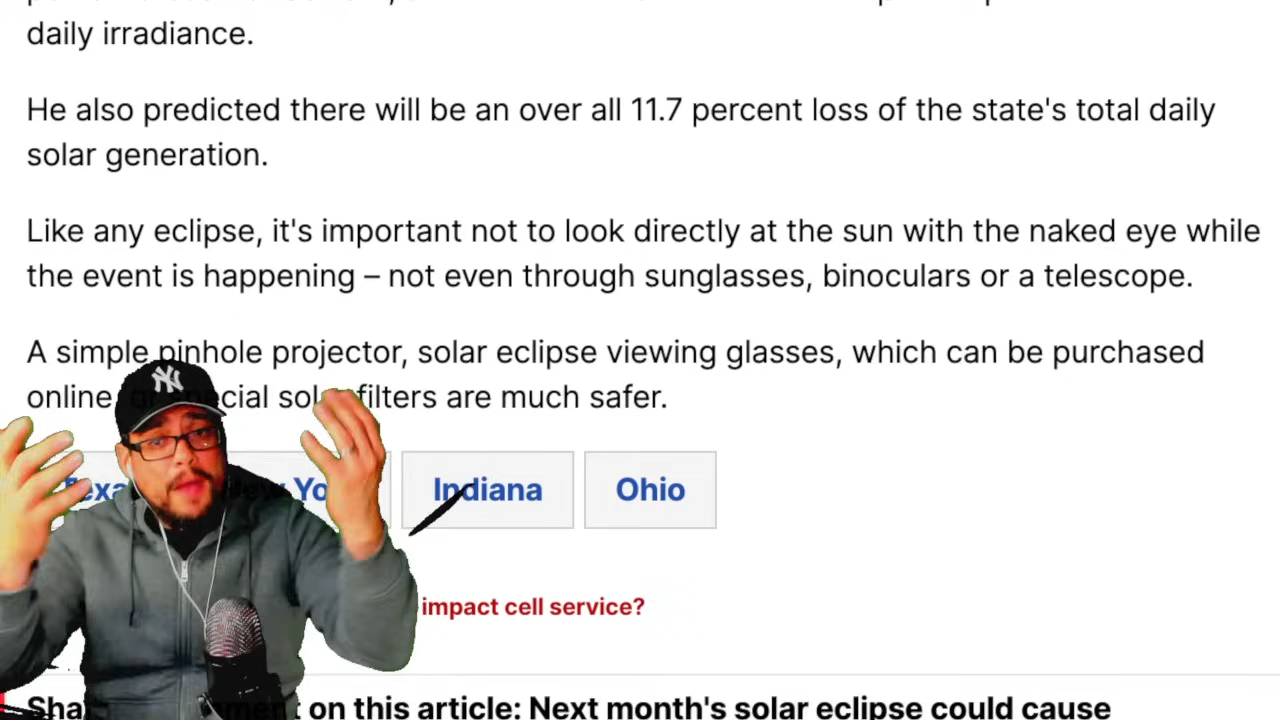 daily irradiance.
He also predicted there will be an over all 11.7 percent loss of the state's total daily
solar generation.
Like any eclipse, it's important not to look directly at the sun with the naked eye while
the event is happening – not even through sunglasses, binoculars or a telescope.
A simple pinhole projector, solar eclipse viewing glasses, which can be purchased
online, or special solar filters are much safer.
NY
Indiana
Ohio
impact cell service?
on this article: Next month's solar eclipse could cause